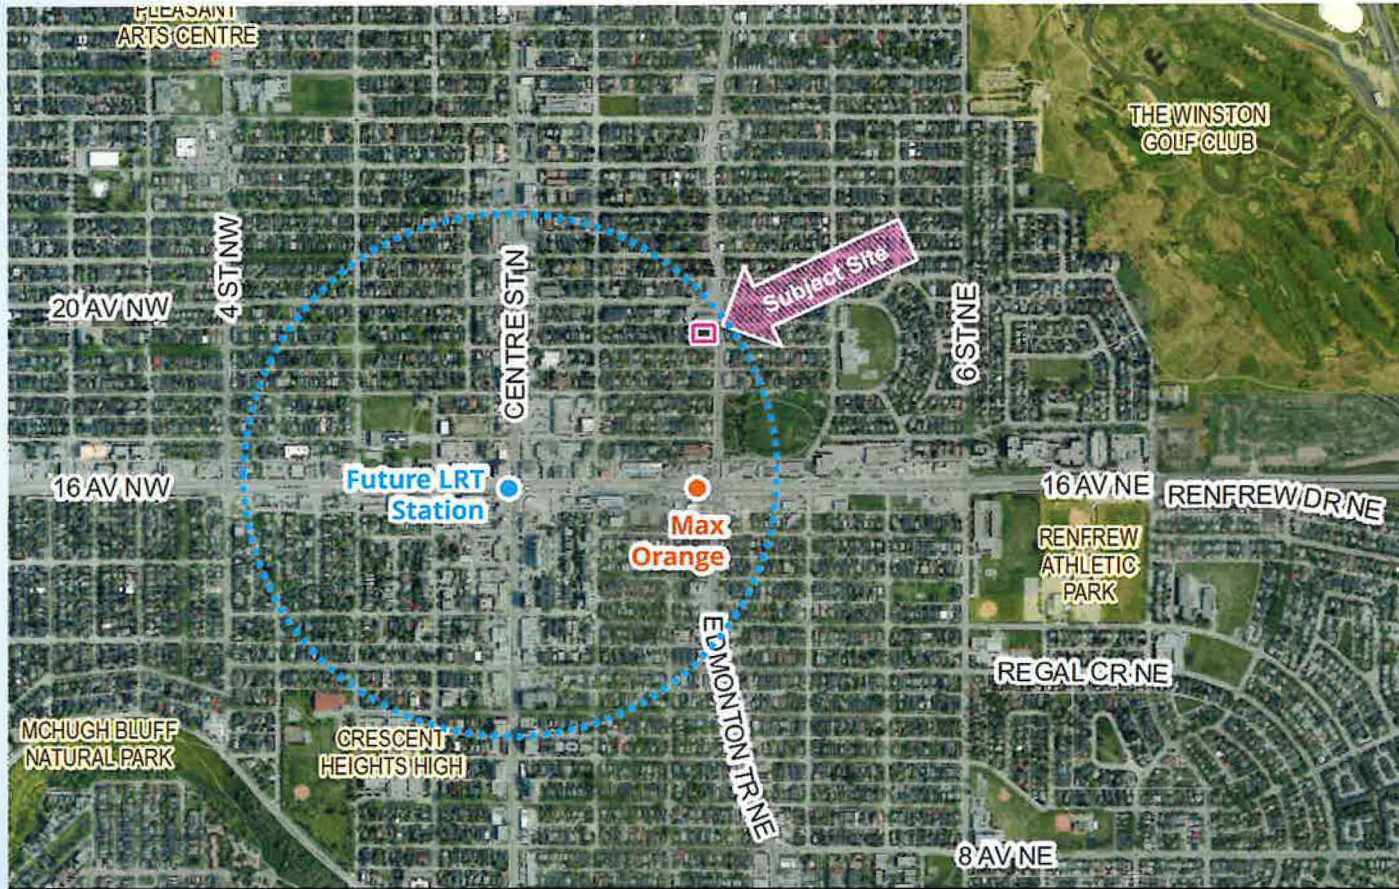 PLEASANT
ARTS CENTRE
THE WINSTON
GOLF CLUB
4 ST NW
CENTRE ST N
Subject Site
20 AV NW
6 ST NE
16 AV NW
Future LRT
Station
16 AV NE
RENFREW DR NE
Max
Orange
RENFREW
ATHLETIC
PARK
EDMONTON TR NE
REGAL CR NE
MCHUGH BLUFF
NATURAL PARK
CRESCENT
HEIGHTS HIGH
8 AV NE